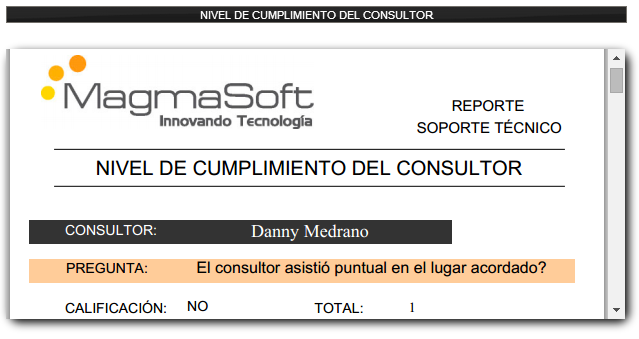 NIVEL DE CUMPLIMIENTO DEL CONSULTOR
MagmaSoft
Innovando Tecnología
REPORTE
SOPORTE TÉCNICO
NIVEL DE CUMPLIMIENTO DEL CONSULTOR
CONSULTOR: Danny Medrano
PREGUNTA: El consultor asistió puntual en el lugar acordado?
CALIFICACIÓN: NO TOTAL: 1